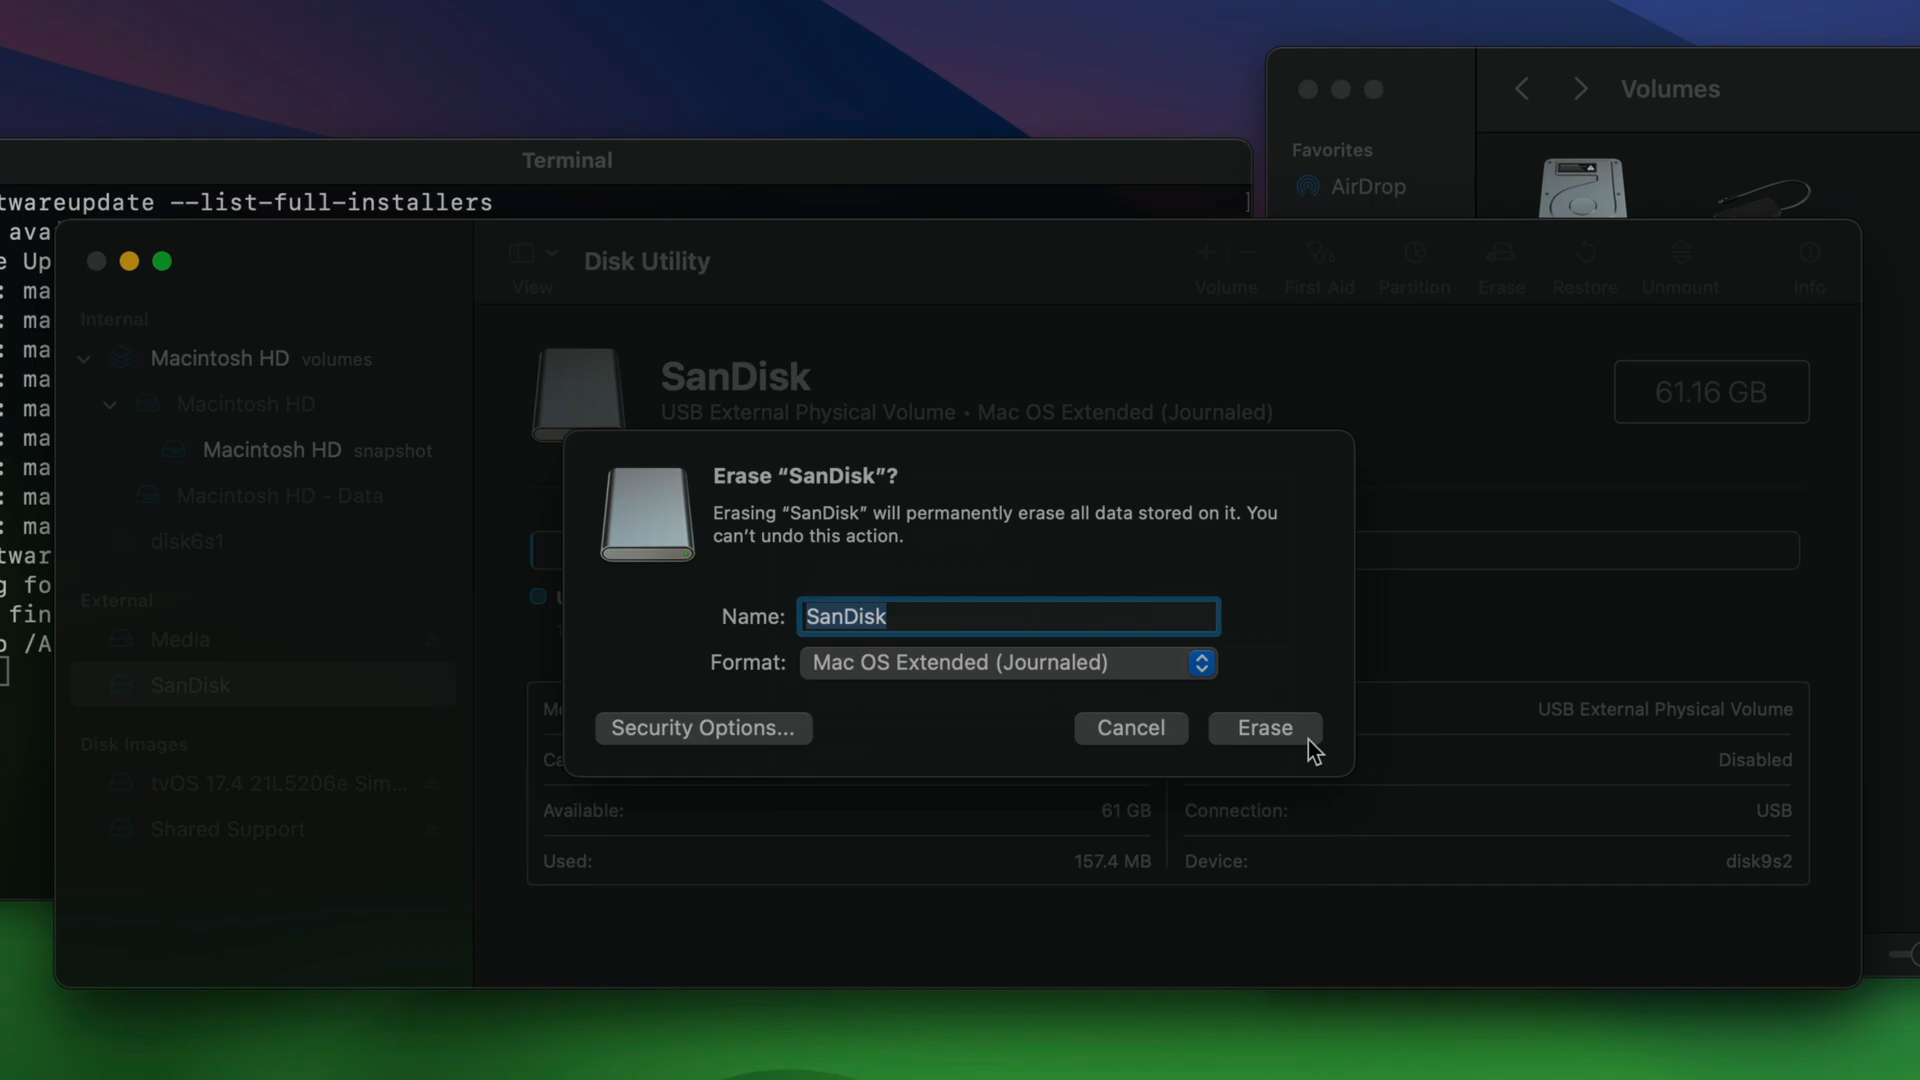 Volumes
Favorites
AirDrop
Terminal
twareupdate --list-full-installers
ava
e Up
: ma
: ma
: ma
: ma
: ma
: ma
: ma
: ma
: ma
twar
g fo
fin
o /A
Disk Utility
View
Volume
First Aid
Partition
Erase
Restore
Unmount
Info
Internal
Macintosh HD volumes
Macintosh HD
Macintosh HD snapshot
Macintosh HD - Data
disk6s1
External
Media
SanDisk
Disk Images
tvOS 17.4 21L5206e Sim...
Shared Support
SanDisk
USB External Physical Volume • Mac OS Extended (Journaled)
61.16 GB
Erase “SanDisk”?
Erasing “SanDisk” will permanently erase all data stored on it. You
can’t undo this action.
Name: SanDisk
Format: Mac OS Extended (Journaled)
Security Options...
Cancel
Erase
USB External Physical Volume
Disabled
Available: 61 GB
Connection: USB
Used: 157.4 MB
Device: disk9s2